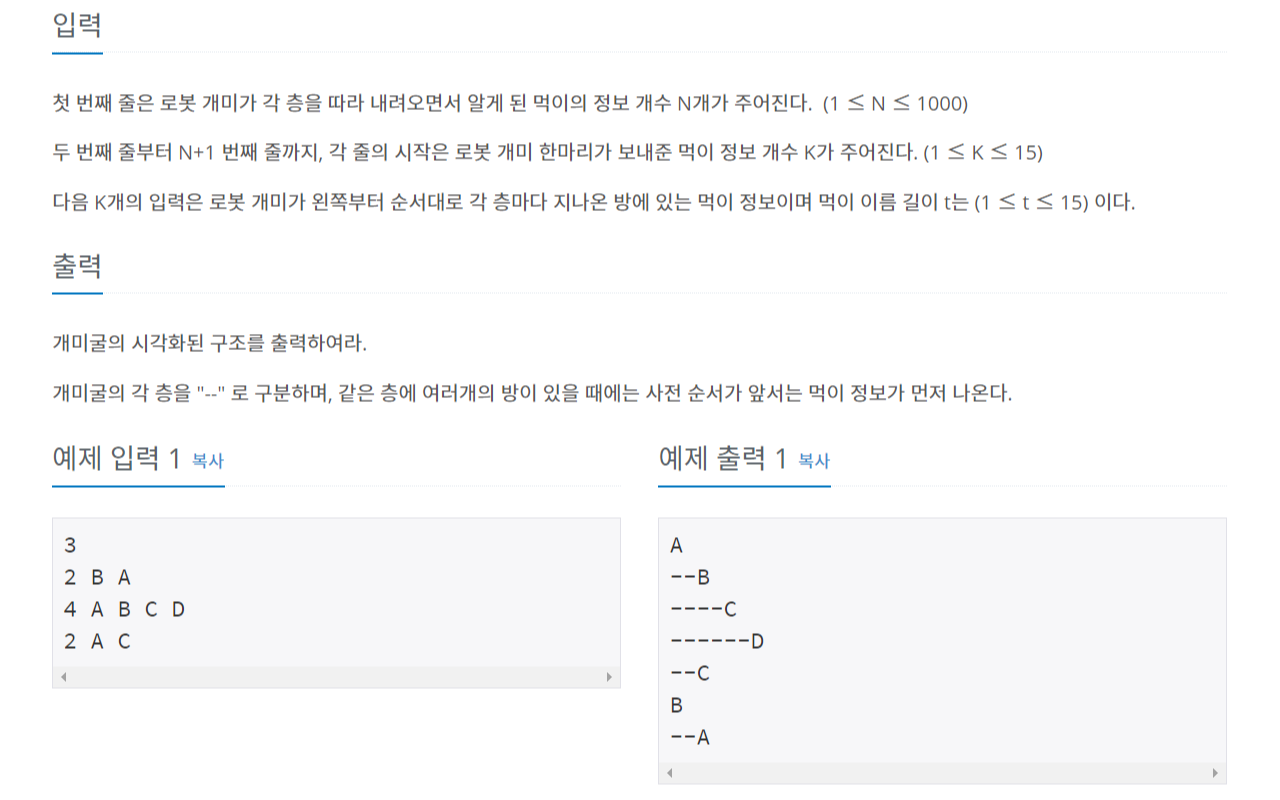 입력
첫 번째 줄은 로봇 개미가 각 층을 따라 내려오면서 알게 된 먹이의 정보 개수 N개가 주어진다.  (1 ≤ N ≤ 1000)
두 번째 줄부터 N+1 번째 줄까지, 각 줄의 시작은 로봇 개미 한마리가 보내준 먹이 정보 개수 K가 주어진다. (1 ≤ K ≤ 15)
다음 K개의 입력은 로봇 개미가 왼쪽부터 순서대로 각 층마다 지나온 방에 있는 먹이 정보이며 먹이 이름 길이 t는 (1 ≤ t ≤ 15) 이다.
출력
개미굴의 시각화된 구조를 출력하여라.
개미굴의 각 층을 "--" 로 구분하며, 같은 층에 여러개의 방이 있을 때에는 사전 순서가 앞서는 먹이 정보가 먼저 나온다.
예제 입력 1 복사
3
2 B A
4 A B C D
2 A C
예제 출력 1 복사
A
--B
----C
------D
--C
B
--A